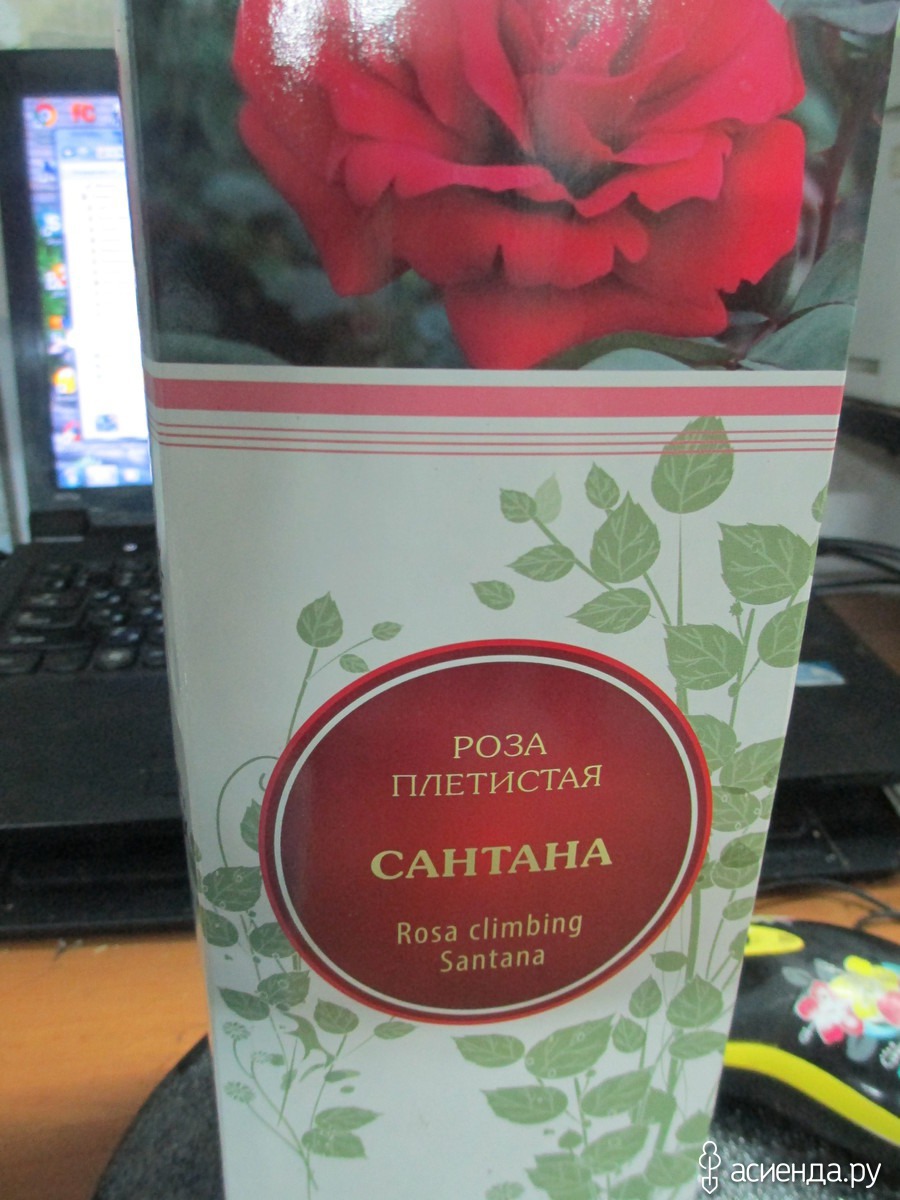 РОЗА
ПЛЕТИСТАЯ
САНТАНА
Rosa climbing
Santana
асиенда.ру